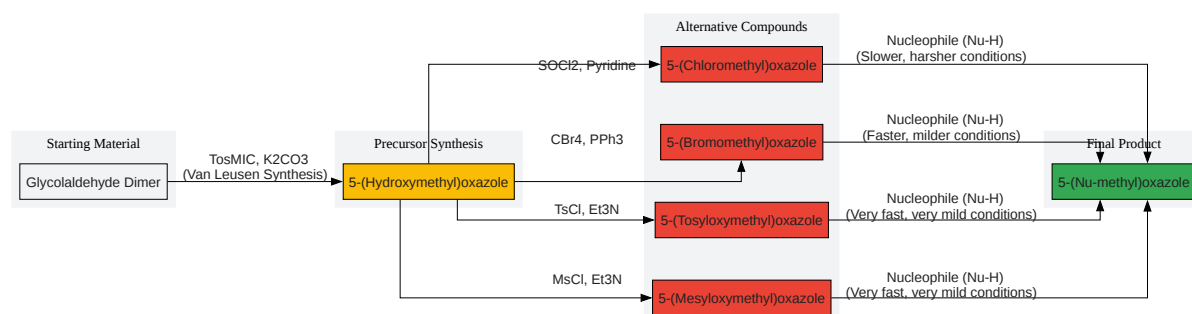 Alternative Compounds
Nucleophile (Nu-H)
(Slower, harsher conditions)
SOCl2, Pyridine
5-(Chloromethyl)oxazole
Nucleophile (Nu-H)
(Faster, milder conditions)
CBr4, PPh3
5-(Bromomethyl)oxazole
Starting Material
Precursor Synthesis
Final Product
TosMIC, K2CO3
(Van Leusen Synthesis)
Glycolaldehyde Dimer
5-(Hydroxymethyl)oxazole
5-(Nu-methyl)oxazole
Nucleophile (Nu-H)
(Very fast, very mild conditions)
TsCl, Et3N
5-(Tosyloxymethyl)oxazole
Nucleophile (Nu-H)
(Very fast, very mild conditions)
MsCl, Et3N
5-(Mesyloxymethyl)oxazole